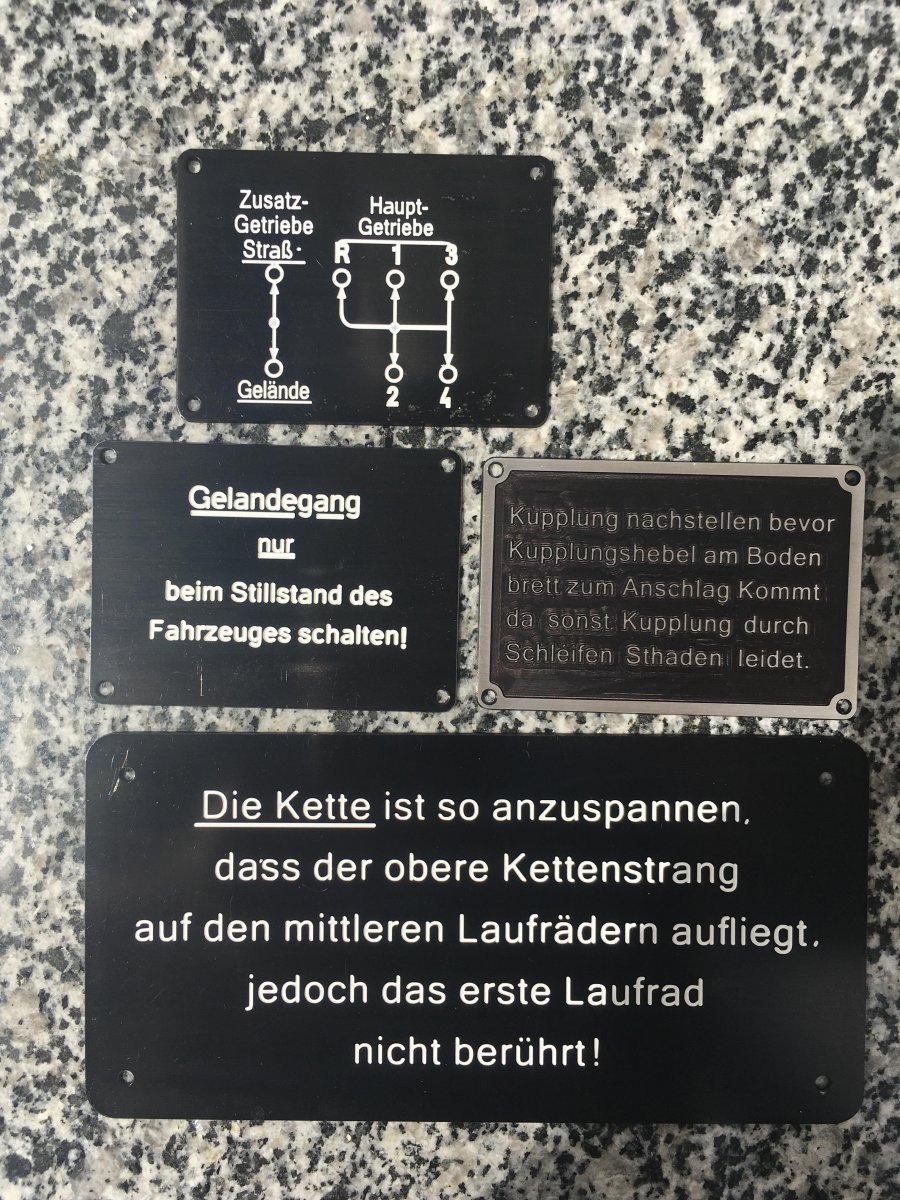 Zusatz-
Getriebe
Straß-
Gelände
Haupt-
Getriebe
R 1 3
2 4
Gelandegang
nur
beim Stillstand des
Fahrzeuges schalten!
Kupplung nachstellen bevor
Kupplungshebel am Boden
brett zum Anschlag Kommt
da sonst Kupplung durch
Schleifen Sthaden leidet.
Die Kette ist so anzuspannen,
dass der obere Kettenstrang
auf den mittleren Laufrädern aufliegt,
jedoch das erste Laufrad
nicht berührt!